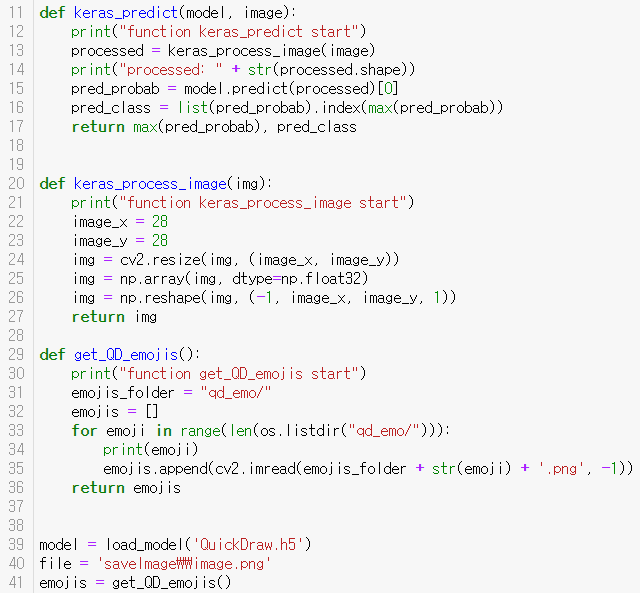 11 def keras_predict(model, image):
12     print("function keras_predict start")
13     processed = keras_process_image(image)
14     print("processed: " + str(processed.shape))
15     pred_probab = model.predict(processed)[0]
16     pred_class = list(pred_probab).index(max(pred_probab))
17     return max(pred_probab), pred_class
18
19
20 def keras_process_image(img):
21     print("function keras_process_image start")
22     image_x = 28
23     image_y = 28
24     img = cv2.resize(img, (image_x, image_y))
25     img = np.array(img, dtype=np.float32)
26     img = np.reshape(img, (-1, image_x, image_y, 1))
27     return img
28
29 def get_QD_emojis():
30     print("function get_QD_emojis start")
31     emojis_folder = "qd_emo/"
32     emojis = []
33     for emoji in range(len(os.listdir("qd_emo/"))):
34         print(emoji)
35         emojis.append(cv2.imread(emojis_folder + str(emoji) + '.png', -1))
36     return emojis
37
38
39 model = load_model('QuickDraw.h5')
40 file = 'saveImage₩₩image.png'
41 emojis = get_QD_emojis()